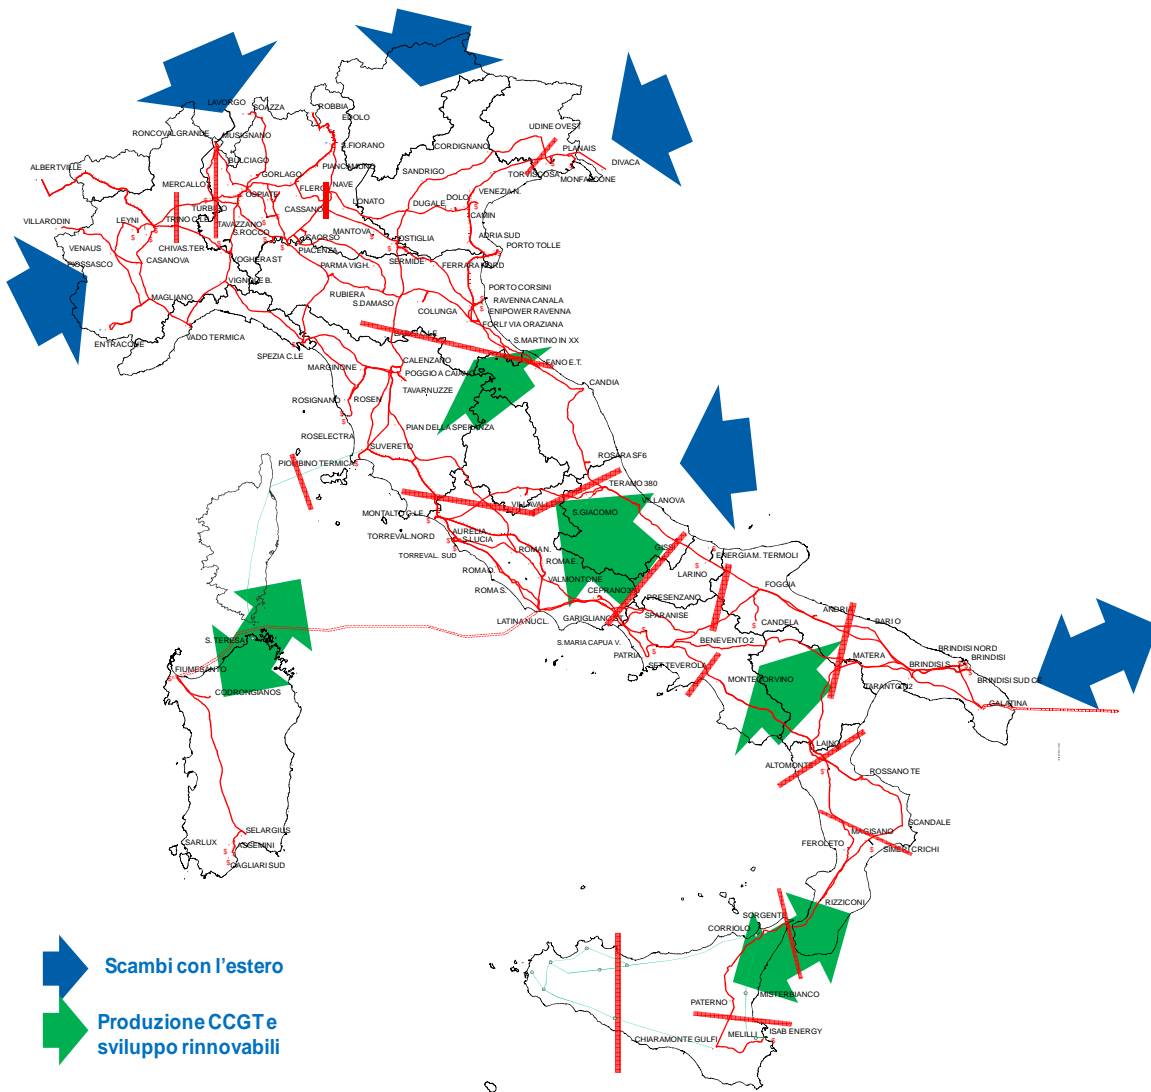 LAVORGO
SOAZZA
ROBBIA
EDOLO
RONCOVALGRANDE
MUSIGNANO
S.FIORANO
UDINE OVEST
CORDIGNANO
PLANAIS
DIVACA
ALBERTVILLE
BULCIAGO
PIANCAMUNO
SANDRIGO
TORVISCOSA
MONFALCONE
GORLAGO
MERCALLO
OSPIATE
FLERO
NAVE
LONATO
VENEZIA N.
DOLO
DUGALE
TURBIGO
CASSANO
CAMIN
VILLARODIN
LEYNI
TRINO C.LE
TAVAZZANO
S.ROCCO
MANTOVA
OSTIGLIA
ADRIA SUD
CAORSO
PORTO TOLLE
VENAUS
CHIVAS.TER
PIACENZA
PIOSSASCO
CASANOVA
VOGHERA ST
SERMIDE
FERRARA NORD
PARMA VIGH.
VIGNOLE B.
PORTO CORSINI
MAGLIANO
RUBIERA
S.DAMASO
RAVENNA CANALA
COLUNGA
ENIPOWER RAVENNA
FORLI' VIA ORAZIANA
ENTRACQUE
VADO TERMICA
S.MARTINO IN XX
SPEZIA C.LE
CALENZANO
FANO E.T.
MARGINONE
POGGIO A CAIANO
CANDIA
TAVARNUZZE
ROSIGNANO
ROSEN
PIAN DELLA SPERANZA
ROSELECTRA
SUVERETO
ROSARA SF6
PIOMBINO TERMICA
TERAMO 380
VILLAVALLE
VILLANOVA
MONTALTO C.LE
S.GIACOMO
AURELIA
TORREVAL.NORD
S.LUCIA
ROMA N.
GISSI
TORREVAL. SUD
ROMA E.
ENERGIA M. TERMOLI
ROMA O.
LARINO
VALMONTONE
FOGGIA
ROMA S.
CEPRANO
PRESENZANO
ANDRIA
LATINA NUCL.
GARIGLIANO
SPARANISE
CANDELA
BARI O
S.MARIA CAPUA V.
BENEVENTO 2
S. TERESA
PATRIA
BRINDISI NORD
MATERA
BRINDISI
SET TEVEROLA
BRINDISI S.
FIUMESANTO
MONTECORVINO
BRINDISI SUD CE
CODRONGIANOS
TARANTO N2
GALATINA
LAINO
ALTOMONTE
ROSSANO TE
SCANDALE
SELARGIUS
MAGISANO
SARLUX
ASSEMINI
FEROLETO
SIMERI CRICHI
CAGLIARI SUD
RIZZICONI
SORGENTE
CORRIOLO
Scambi con l'estero
MISTERBIANCO
PATERNO
Produzione CCGT e
sviluppo rinnovabili
MELILLI
ISAB ENERGY
CHIARAMONTE GULFI